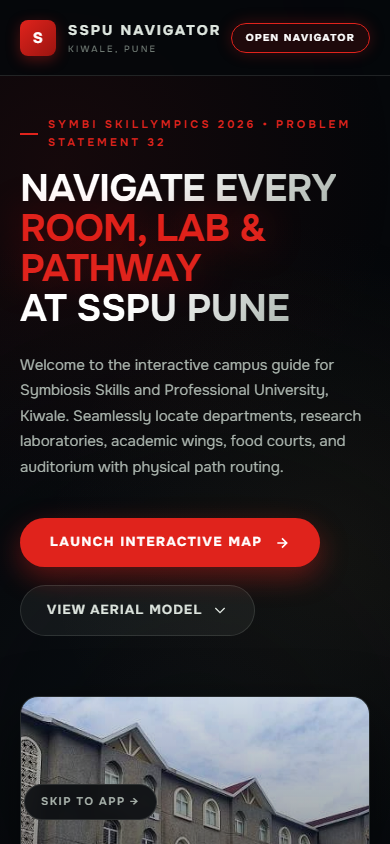 S
SSPU NAVIGATOR
KIWALE, PUNE
OPEN NAVIGATOR
SYMBI SKILLYMPICS 2026 • PROBLEM
STATEMENT 32
NAVIGATE EVERY
ROOM, LAB &
PATHWAY
AT SSPU PUNE
Welcome to the interactive campus guide for
Symbiosis Skills and Professional University,
Kiwale. Seamlessly locate departments, research
laboratories, academic wings, food courts, and
auditorium with physical path routing.
LAUNCH INTERACTIVE MAP →
VIEW AERIAL MODEL
SKIP TO APP →